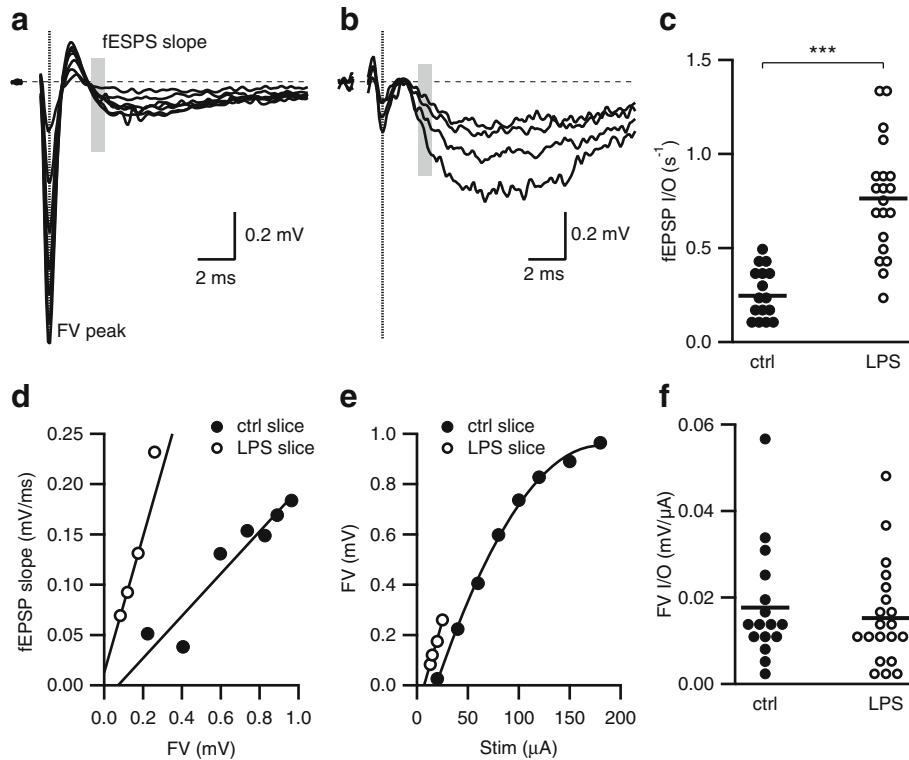 a
fESPS slope
0.2 mV
2 ms
FV peak
b
0.2 mV
2 ms
c
***
fEPSP I/O (s⁻¹)
1.5
1.0
0.5
0.0
ctrl
LPS
d
ctrl slice
LPS slice
fEPSP slope (mV/ms)
0.25
0.20
0.15
0.10
0.05
0.00
0.0
0.2
0.4
0.6
0.8
1.0
FV (mV)
e
ctrl slice
LPS slice
FV (mV)
1.0
0.8
0.6
0.4
0.2
0.0
0
50
100
150
200
Stim (μA)
f
FV I/O (mV/μA)
0.06
0.04
0.02
0.00
ctrl
LPS